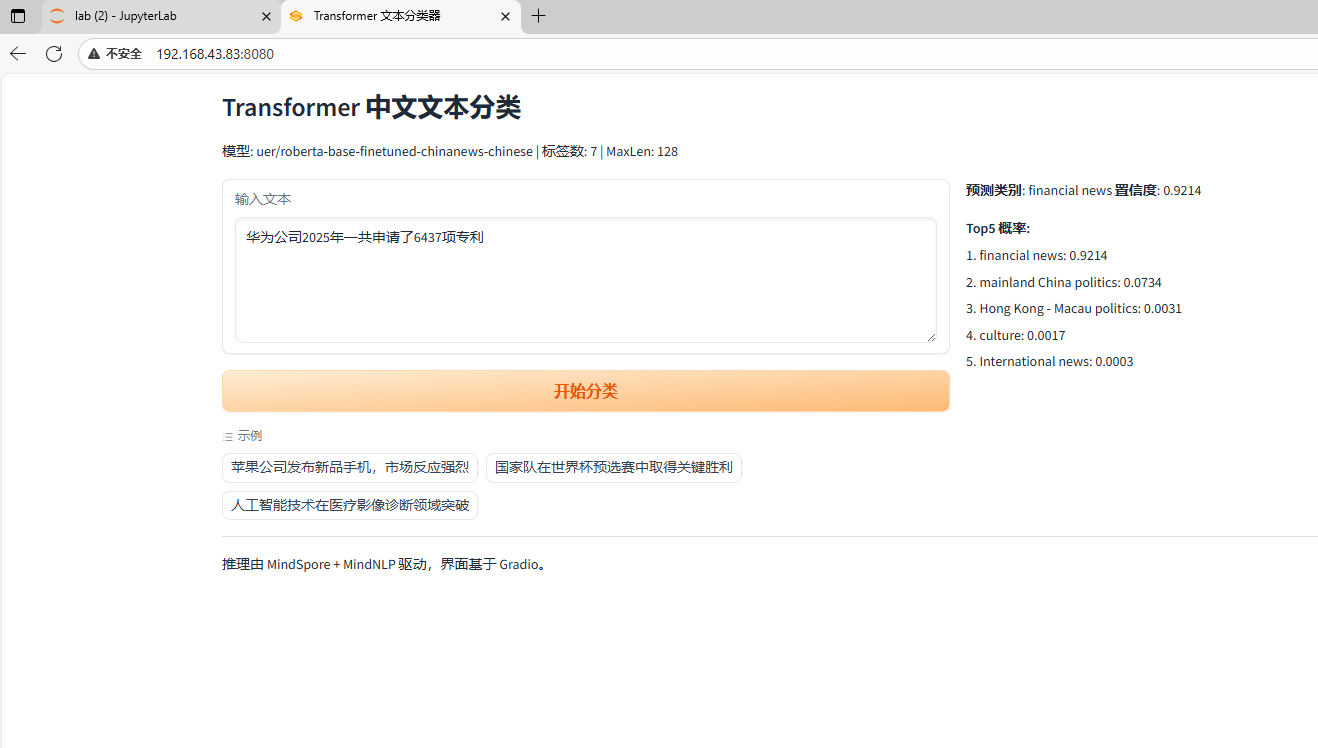 lab (2) - JupyterLab
Transformer 文本分类器
不安全 192.168.43.83:8080
Transformer 中文文本分类
模型: uer/roberta-base-finetuned-chinanews-chinese | 标签数: 7 | MaxLen: 128
输入文本
华为公司2025年一共申请了6437项专利
开始分类
示例
苹果公司发布新品手机，市场反应强烈
国家队在世界杯预选赛中取得关键胜利
人工智能技术在医疗影像诊断领域突破
预测类别: financial news 置信度: 0.9214
Top5 概率:
1. financial news: 0.9214
2. mainland China politics: 0.0734
3. Hong Kong - Macau politics: 0.0031
4. culture: 0.0017
5. International news: 0.0003
推理由 MindSpore + MindNLP 驱动，界面基于 Gradio。